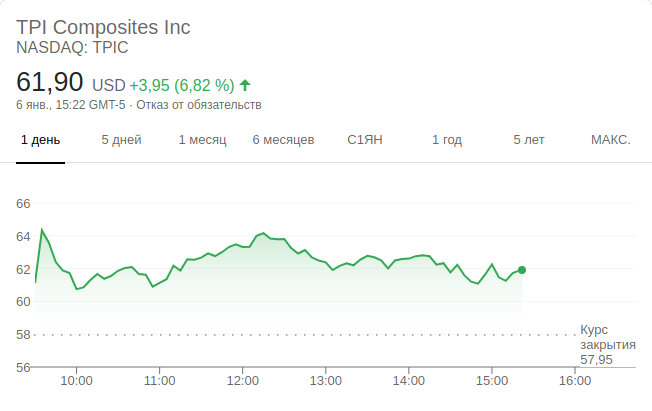 TPI Composites Inc
NASDAQ: TPIC
61,90 USD +3,95 (6,82 %)
6 янв., 15:22 GMT-5 · Отказ от обязательств
1 день 5 дней 1 месяц 6 месяцев С1ЯН 1 год 5 лет МАКС.
66
64
62
60
58
Курс
закрытия
57,95
56
10:00 11:00 12:00 13:00 14:00 15:00 16:00